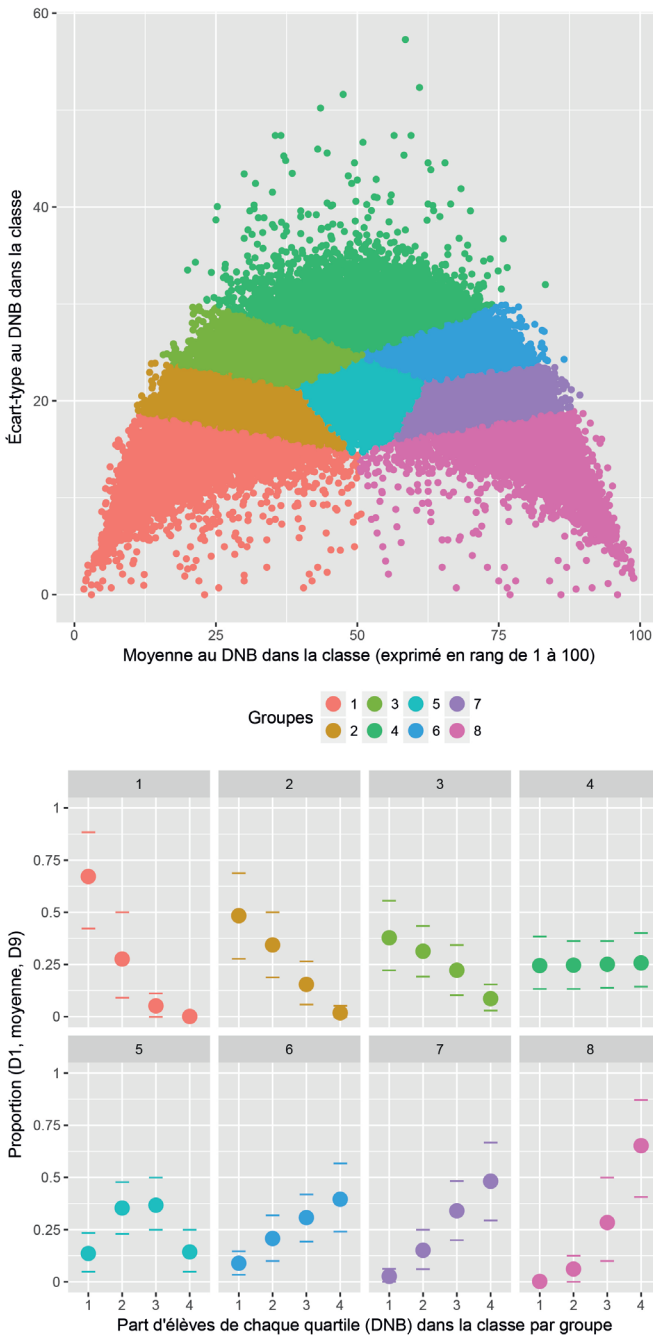 60
40
20
0
Écart-type au DNB dans la classe
0 25 50 75 100
Moyenne au DNB dans la classe (exprimé en rang de 1 à 100)
Groupes
1 3 5 7
2 4 6 8
1 2 3 4
1
0.75
0.5
0.25
0
5 6 7 8
1
0.75
0.5
0.25
0
Proportion (D1, moyenne, D9)
1 2 3 4 1 2 3 4 1 2 3 4 1 2 3 4
Part d'élèves de chaque quartile (DNB) dans la classe par groupe